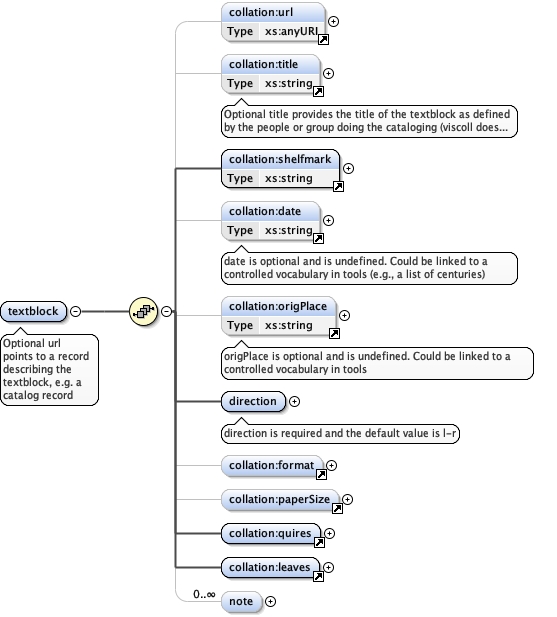 collation:url
Type xs:anyURI
collation:title
Type xs:string
Optional title provides the title of the textblock as defined
by the people or group doing the cataloging (viscoll does...
collation:shelfmark
Type xs:string
collation:date
Type xs:string
date is optional and is undefined. Could be linked to a
controlled vocabulary in tools (e.g., a list of centuries)
textblock
Optional url
points to a record
describing the
textblock, e.g. a
catalog record
collation:origPlace
Type xs:string
origPlace is optional and is undefined. Could be linked to a
controlled vocabulary in tools
direction
direction is required and the default value is l-r
collation:format
collation:paperSize
collation:quires
collation:leaves
0..∞
note